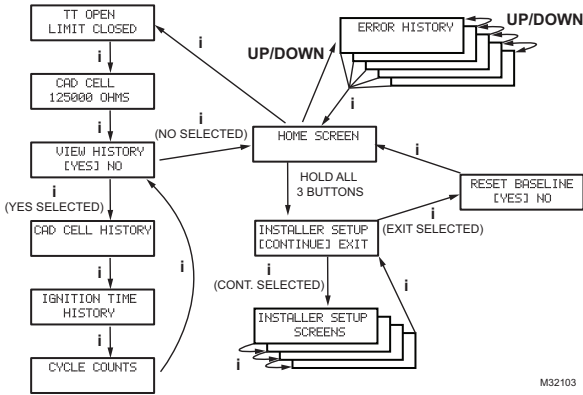 TT OPEN
LIMIT CLOSED
i
CAD CELL
125000 OHMS
i
VIEW HISTORY
[YES] NO
i
(NO SELECTED)
i
(YES SELECTED)
CAD CELL HISTORY
i
IGNITION TIME
HISTORY
i
CYCLE COUNTS
i
i
HOME SCREEN
UP/DOWN
ERROR HISTORY
UP/DOWN
i
HOLD ALL
3 BUTTONS
INSTALLER SETUP
[CONTINUE] EXIT
i
(EXIT SELECTED)
RESET BASELINE
[YES] NO
i
i
(CONT. SELECTED)
INSTALLER SETUP
SCREENS
i
i
M32103